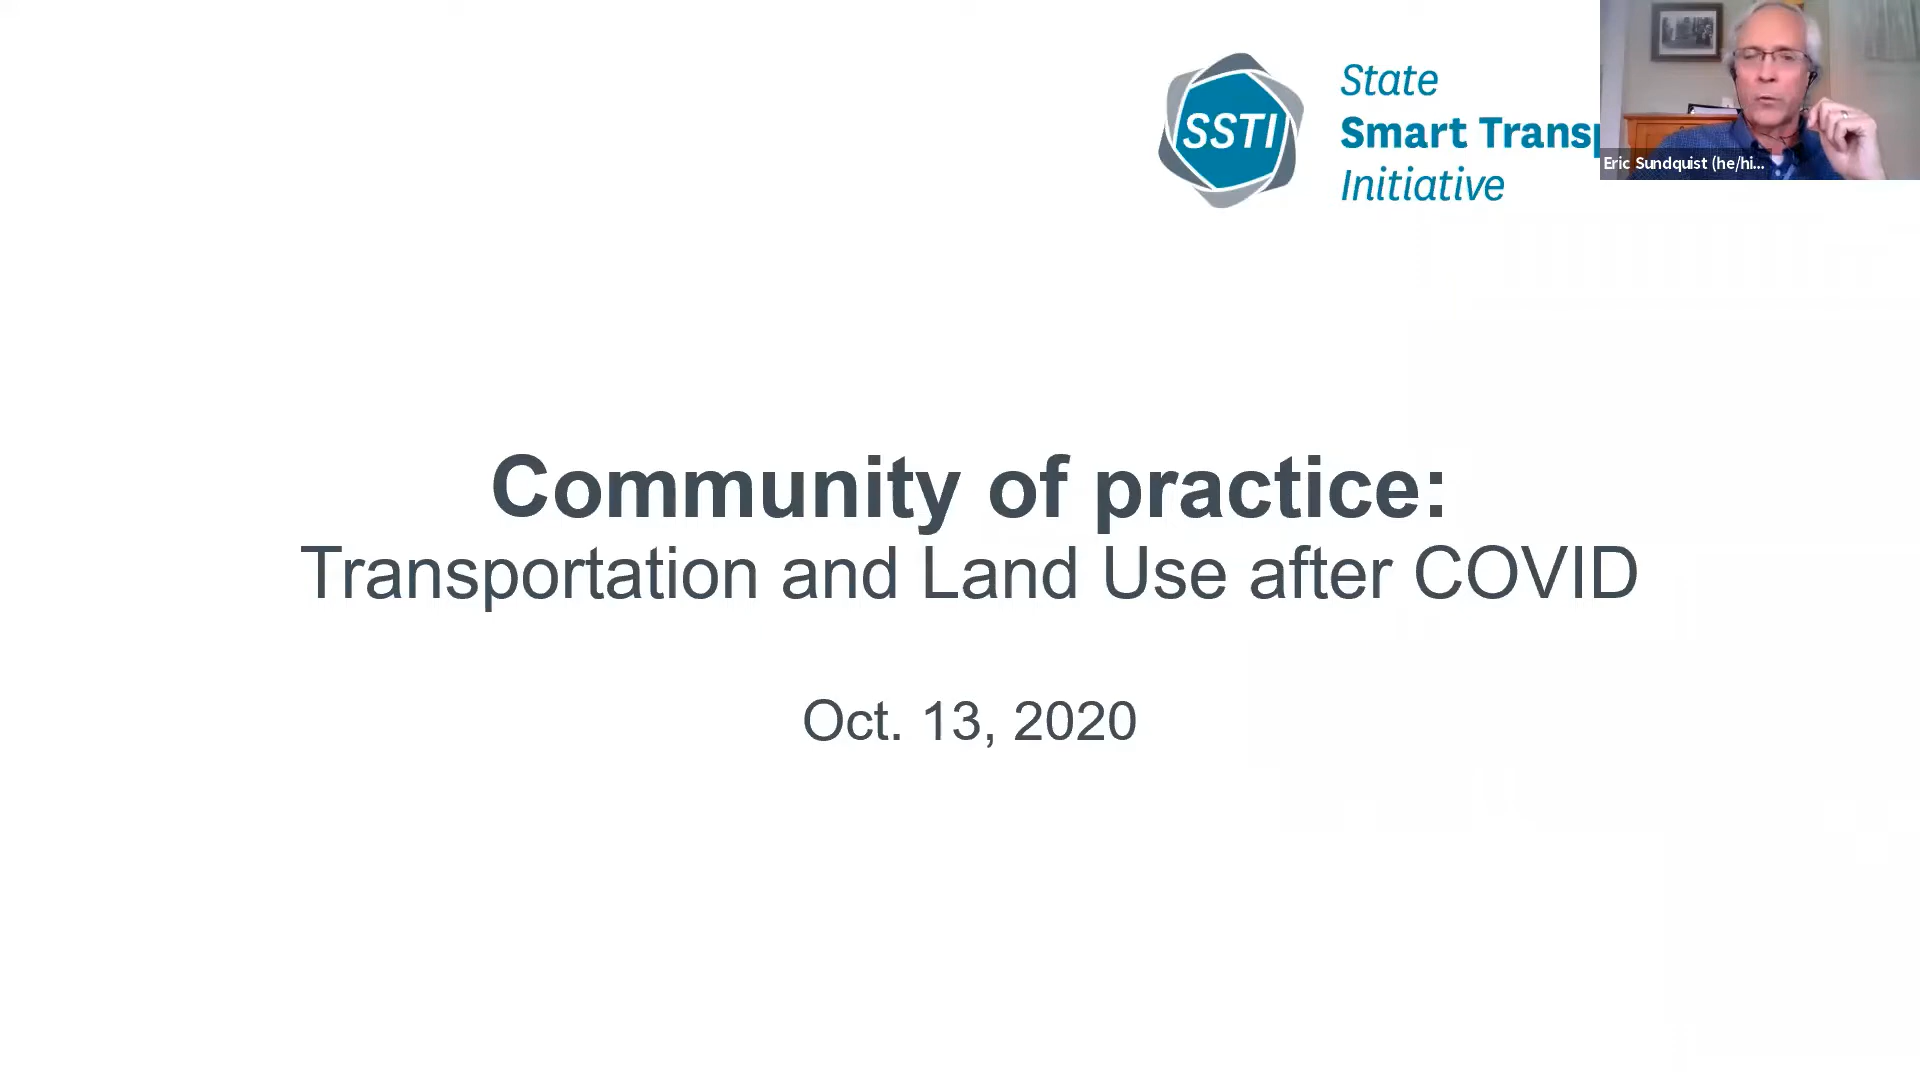 SSTI
State
Smart Transp
Initiative
Eric Sundquist (he/hi...
Community of practice:
Transportation and Land Use after COVID
Oct. 13, 2020